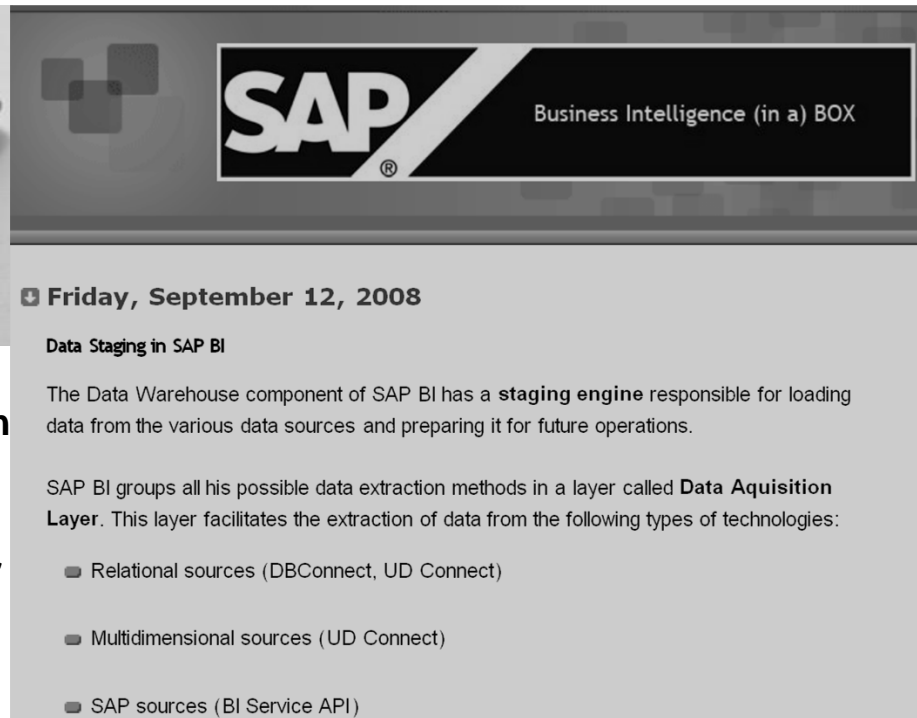 SAP
®
Business Intelligence (in a) BOX
Friday, September 12, 2008
Data Staging in SAP BI
The Data Warehouse component of SAP BI has a staging engine responsible for loading
data from the various data sources and preparing it for future operations.
SAP BI groups all his possible data extraction methods in a layer called Data Aquisition
Layer. This layer facilitates the extraction of data from the following types of technologies:
Relational sources (DBConnect, UD Connect)
Multidimensional sources (UD Connect)
SAP sources (BI Service API)